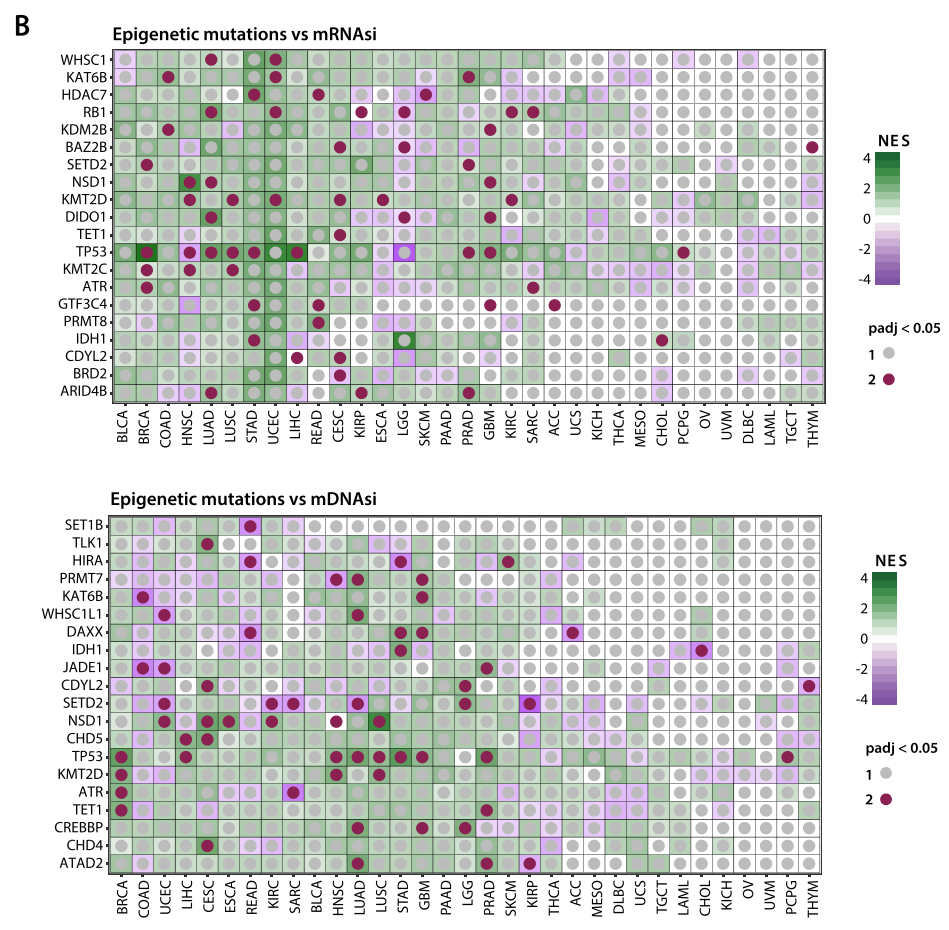 B
Epigenetic mutations vs mRNAsi
WHSC1
KAT6B
HDAC7
RB1
KDM2B
BAZ2B
SETD2
NSD1
KMT2D
DIDO1
TET1
TP53
KMT2C
ATR
GTF3C4
PRMT8
IDH1
CDYL2
BRD2
ARID4B
BLCA BRCA COAD HNSC LUAD LUSC STAD UCEC LIHC READ CESC KIRP ESCA LGG SKCM PAAD PRAD GBM KIRC SARC ACC UCS KICH THCA MESO CHOL PCPG OV UVM DLBC LAML TGCT THYM
NES
4
2
0
-2
-4
padj < 0.05
1
2
Epigenetic mutations vs mDNAsi
SET1B
TLK1
HIRA
PRMT7
KAT6B
WHSC1L1
DAXX
IDH1
JADE1
CDYL2
SETD2
NSD1
CHD5
TP53
KMT2D
ATR
TET1
CREBBP
CHD4
ATAD2
BRCA COAD UCEC LIHC CESC ESCA READ KIRC SARC BLCA HNSC LUAD LUSC STAD GBM PAAD LGG PRAD SKCM KIRP THCA ACC MESO DLBC UCS TGCT LAML CHOL KICH OV UVM PCPG THYM
NES
4
2
0
-2
-4
padj < 0.05
1
2